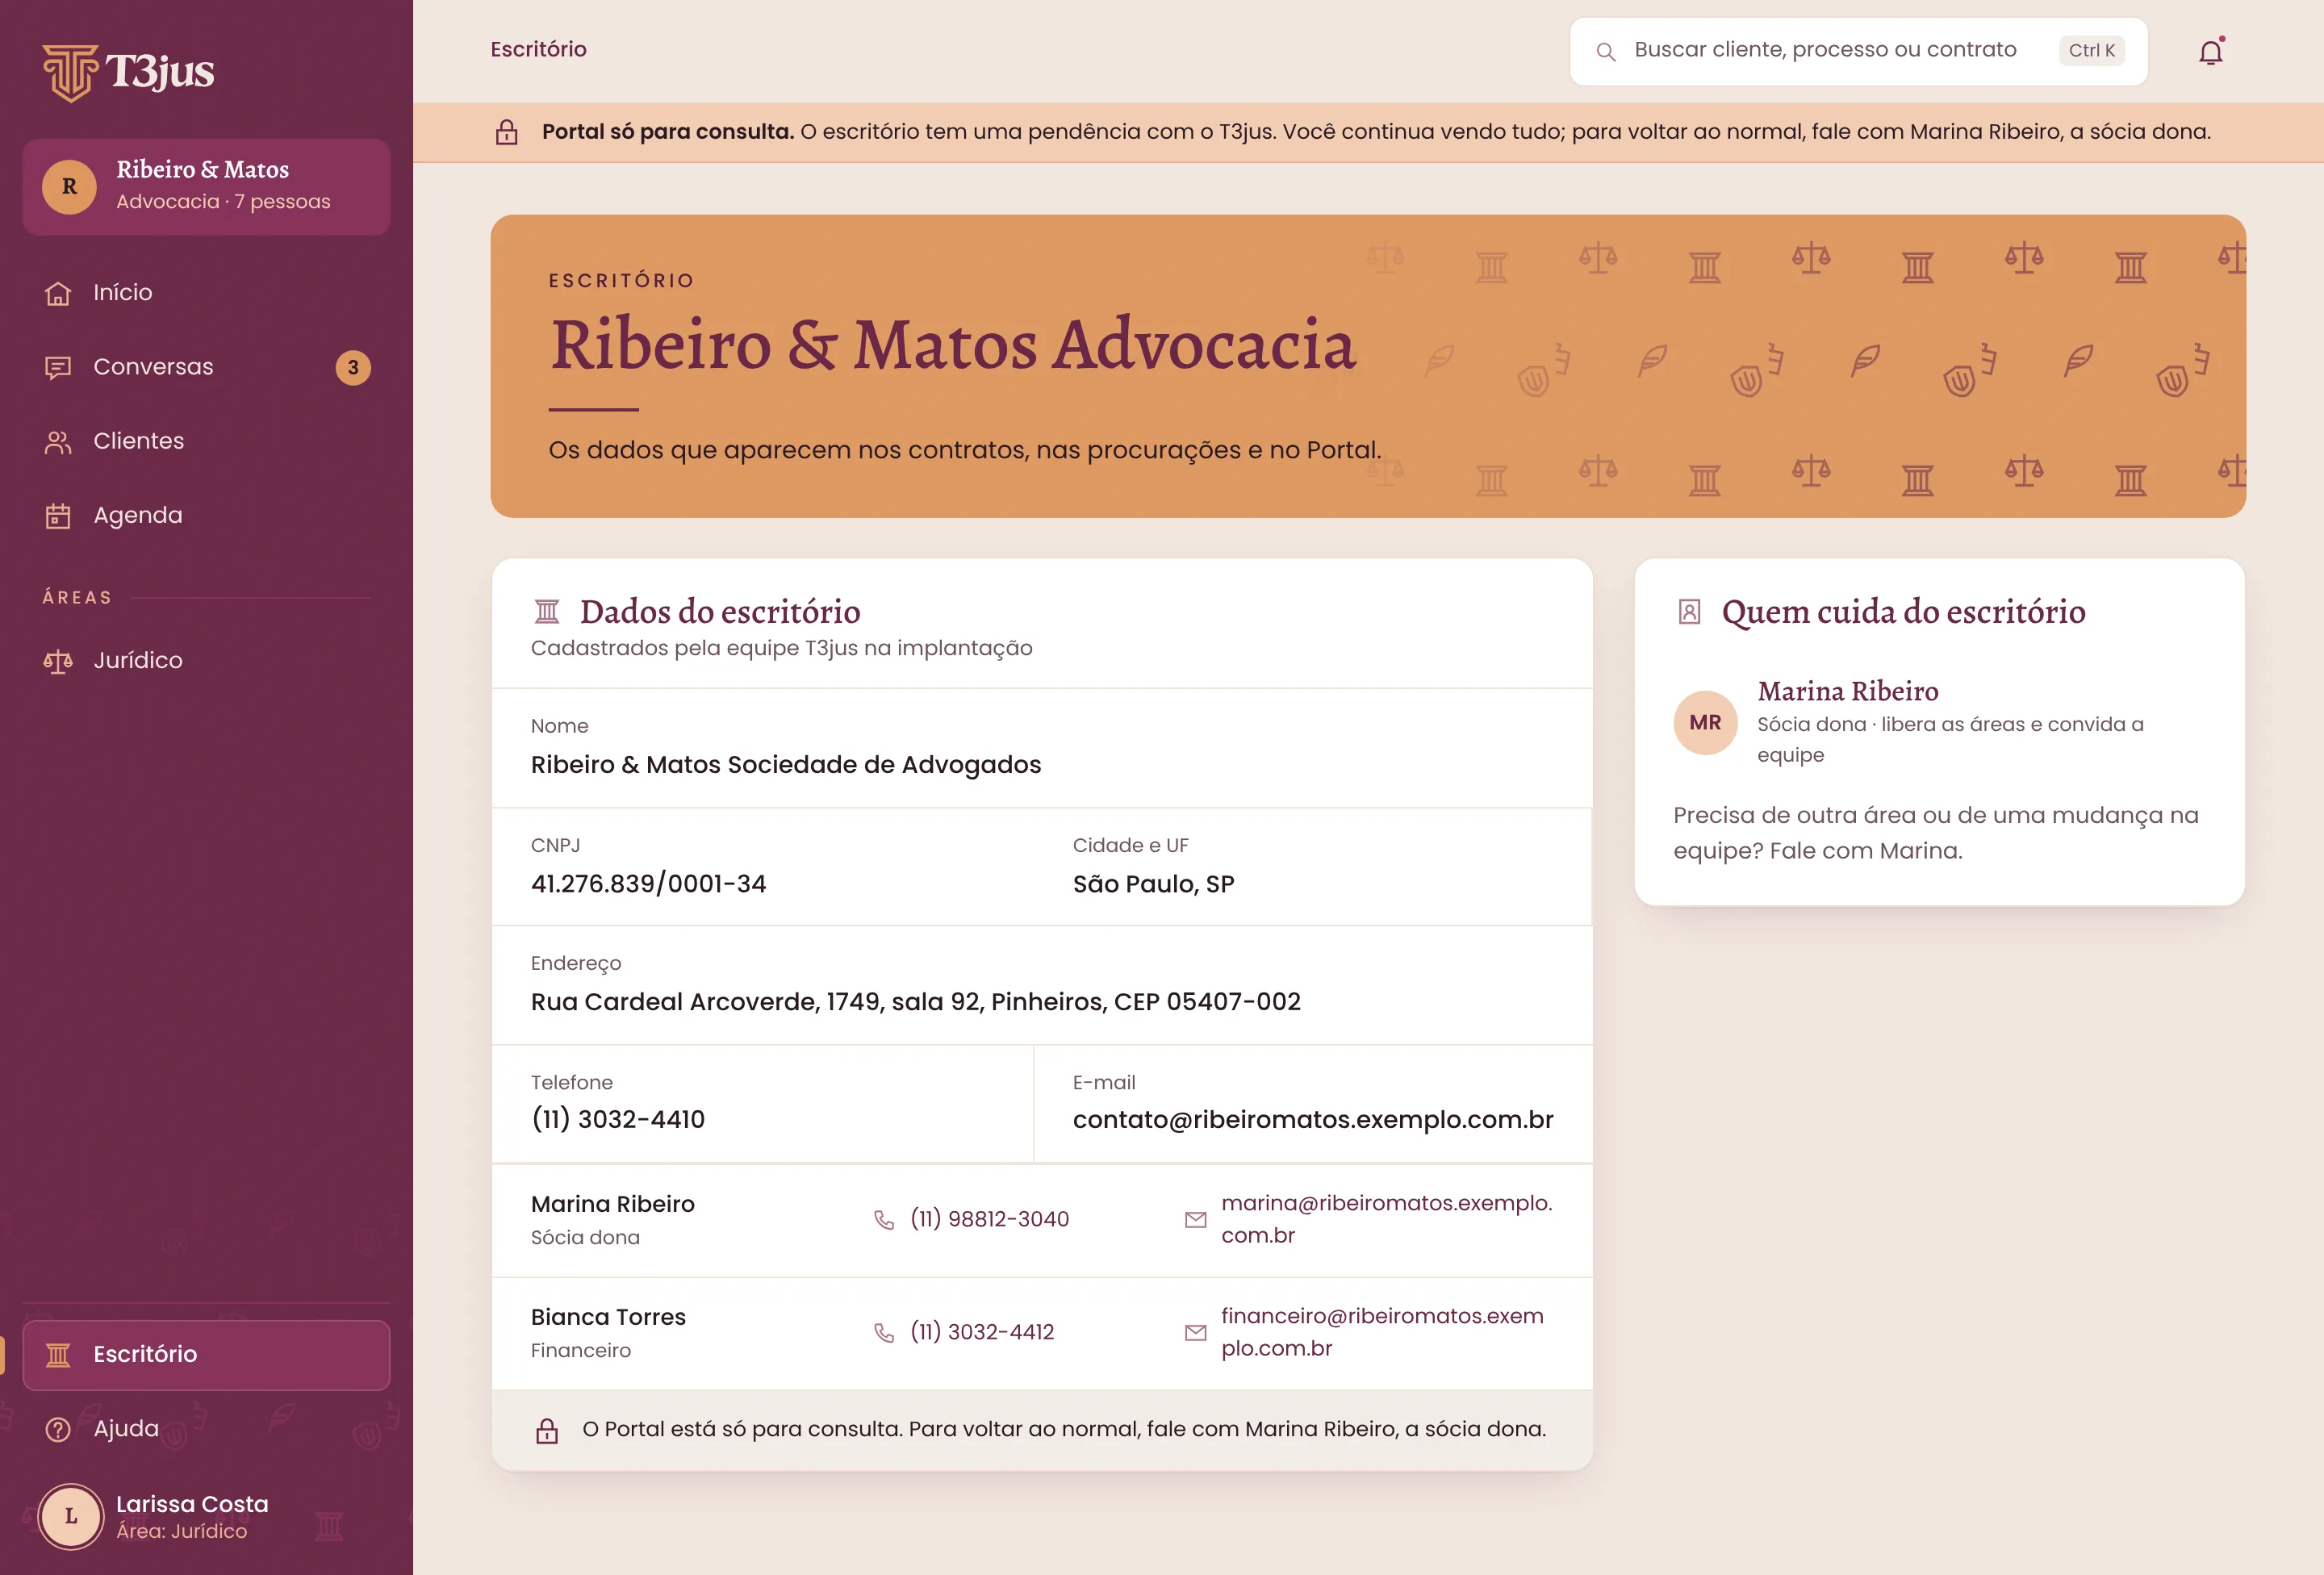 T3jus
R
Ribeiro & Matos
Advocacia · 7 pessoas
Início
Conversas
3
Clientes
Agenda
ÁREAS
Jurídico
Escritório
Ajuda
L
Larissa Costa
Área: Jurídico
Escritório
Buscar cliente, processo ou contrato
Ctrl K
Portal só para consulta. O escritório tem uma pendência com o T3jus. Você continua vendo tudo; para voltar ao normal, fale com Marina Ribeiro, a sócia dona.
ESCRITÓRIO
Ribeiro & Matos Advocacia
Os dados que aparecem nos contratos, nas procurações e no Portal.
Dados do escritório
Cadastrados pela equipe T3jus na implantação
Nome
Ribeiro & Matos Sociedade de Advogados
CNPJ
41.276.839/0001-34
Cidade e UF
São Paulo, SP
Endereço
Rua Cardeal Arcoverde, 1749, sala 92, Pinheiros, CEP 05407-002
Telefone
(11) 3032-4410
E-mail
contato@ribeiromatos.exemplo.com.br
Marina Ribeiro
Sócia dona
(11) 98812-3040
marina@ribeiromatos.exemplo.
com.br
Bianca Torres
Financeiro
(11) 3032-4412
financeiro@ribeiromatos.exem
plo.com.br
O Portal está só para consulta. Para voltar ao normal, fale com Marina Ribeiro, a sócia dona.
Quem cuida do escritório
MR
Marina Ribeiro
Sócia dona · libera as áreas e convida a
equipe
Precisa de outra área ou de uma mudança na
equipe? Fale com Marina.